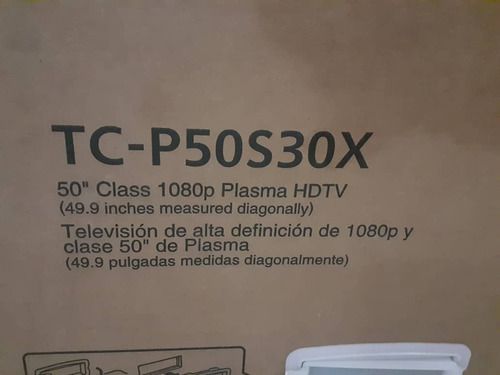 TC-P50S30X
50" Class 1080p Plasma HDTV
(49.9 inches measured diagonally)
Televisión de alta definición de 1080p y
clase 50" de Plasma
(49.9 pulgadas medidas diagonalmente)